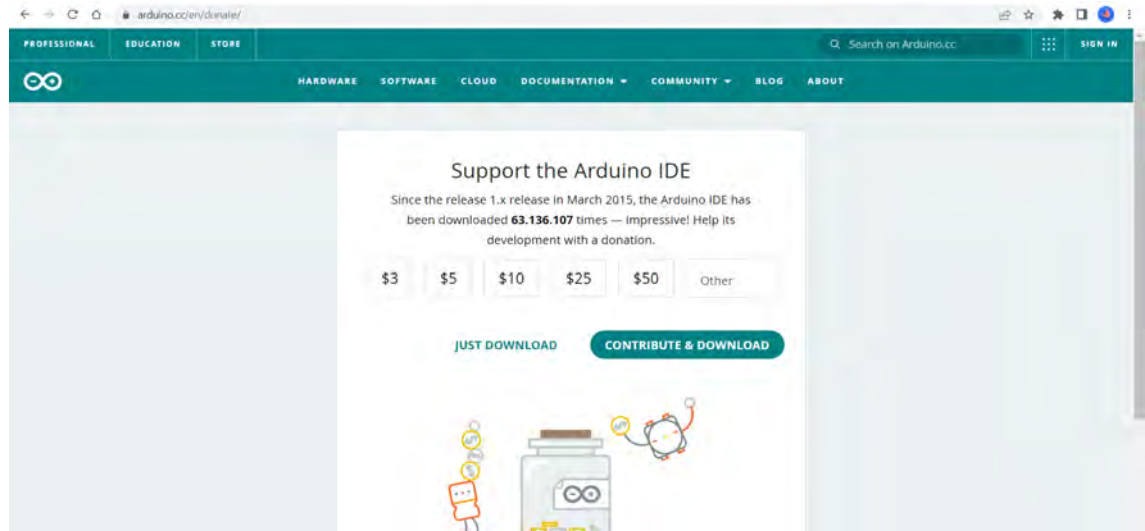 arduino.cc/en/donate/
PROFESSIONAL EDUCATION STORE Search on Arduino.cc SIGN IN
HARDWARE SOFTWARE CLOUD DOCUMENTATION COMMUNITY BLOG ABOUT
Support the Arduino IDE
Since the release 1.x release in March 2015, the Arduino IDE has
been downloaded 63.136.107 times — impressive! Help its
development with a donation.
$3 $5 $10 $25 $50 Other
JUST DOWNLOAD CONTRIBUTE & DOWNLOAD